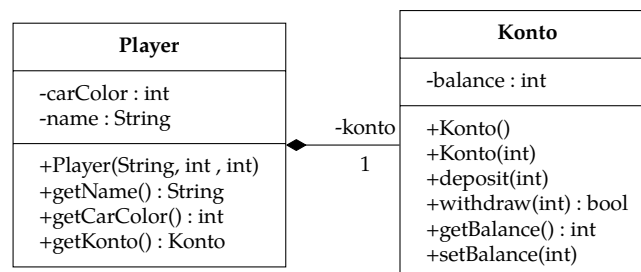 Player
-carColor : int
-name : String
+Player(String, int , int)
+getName() : String
+getCarColor() : int
+getKonto() : Konto
-konto
1
Konto
-balance : int
+Konto()
+Konto(int)
+deposit(int)
+withdraw(int) : bool
+getBalance() : int
+setBalance(int)